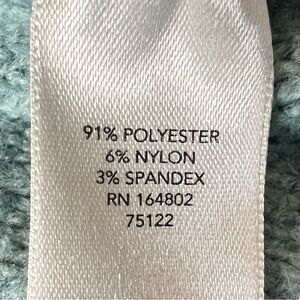 91% POLYESTER
6% NYLON
3% SPANDEX
RN 164802
75122